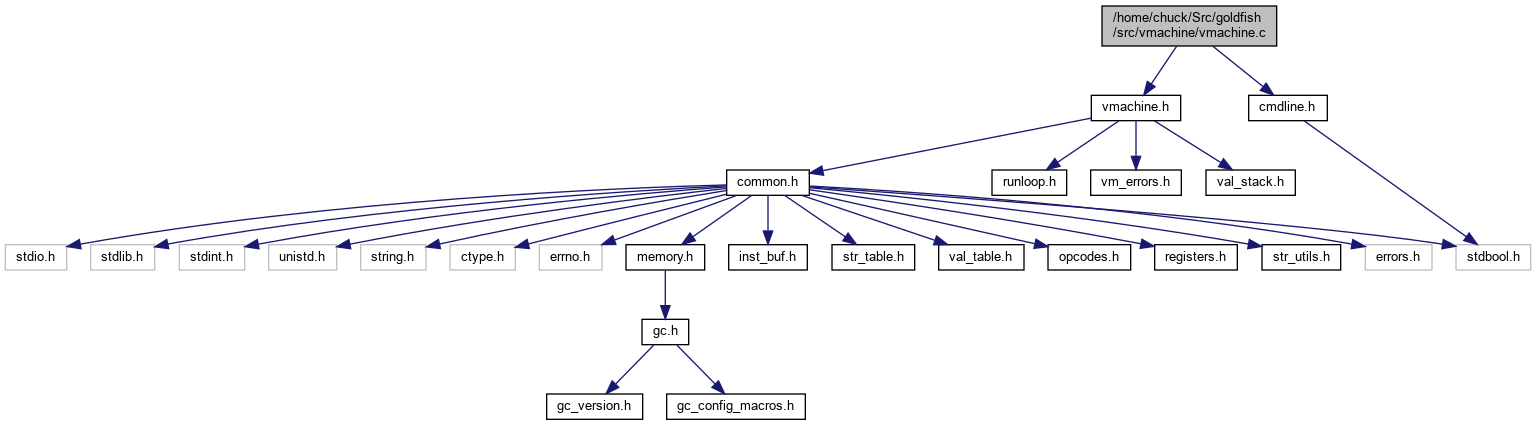 /home/chuck/Src/goldfish
/src/vmachine/vmachine.c
vmachine.h
cmdline.h
common.h
runloop.h
vm_errors.h
val_stack.h
stdio.h
stdlib.h
stdint.h
unistd.h
string.h
ctype.h
errno.h
memory.h
inst_buf.h
str_table.h
val_table.h
opcodes.h
registers.h
str_utils.h
errors.h
stdbool.h
gc.h
gc_version.h
gc_config_macros.h